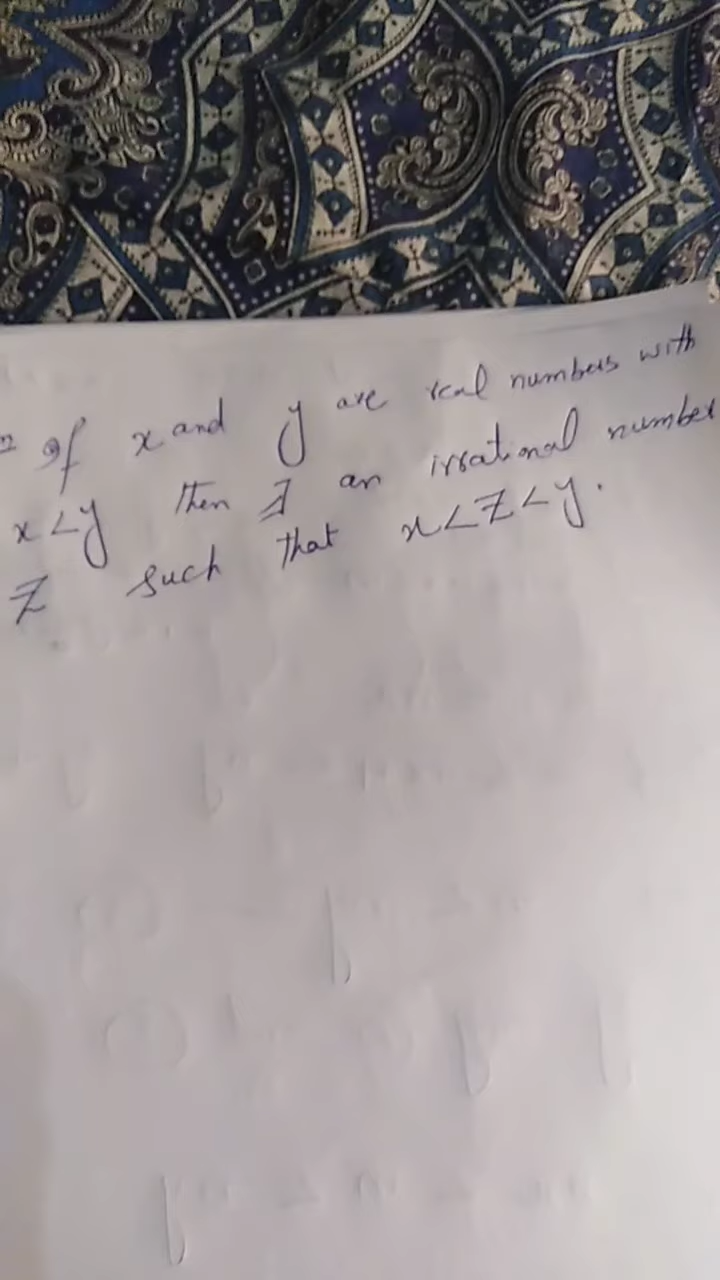 If x and y are real numbers with
x<y then ∃ an irrational number
z such that x<z<y.